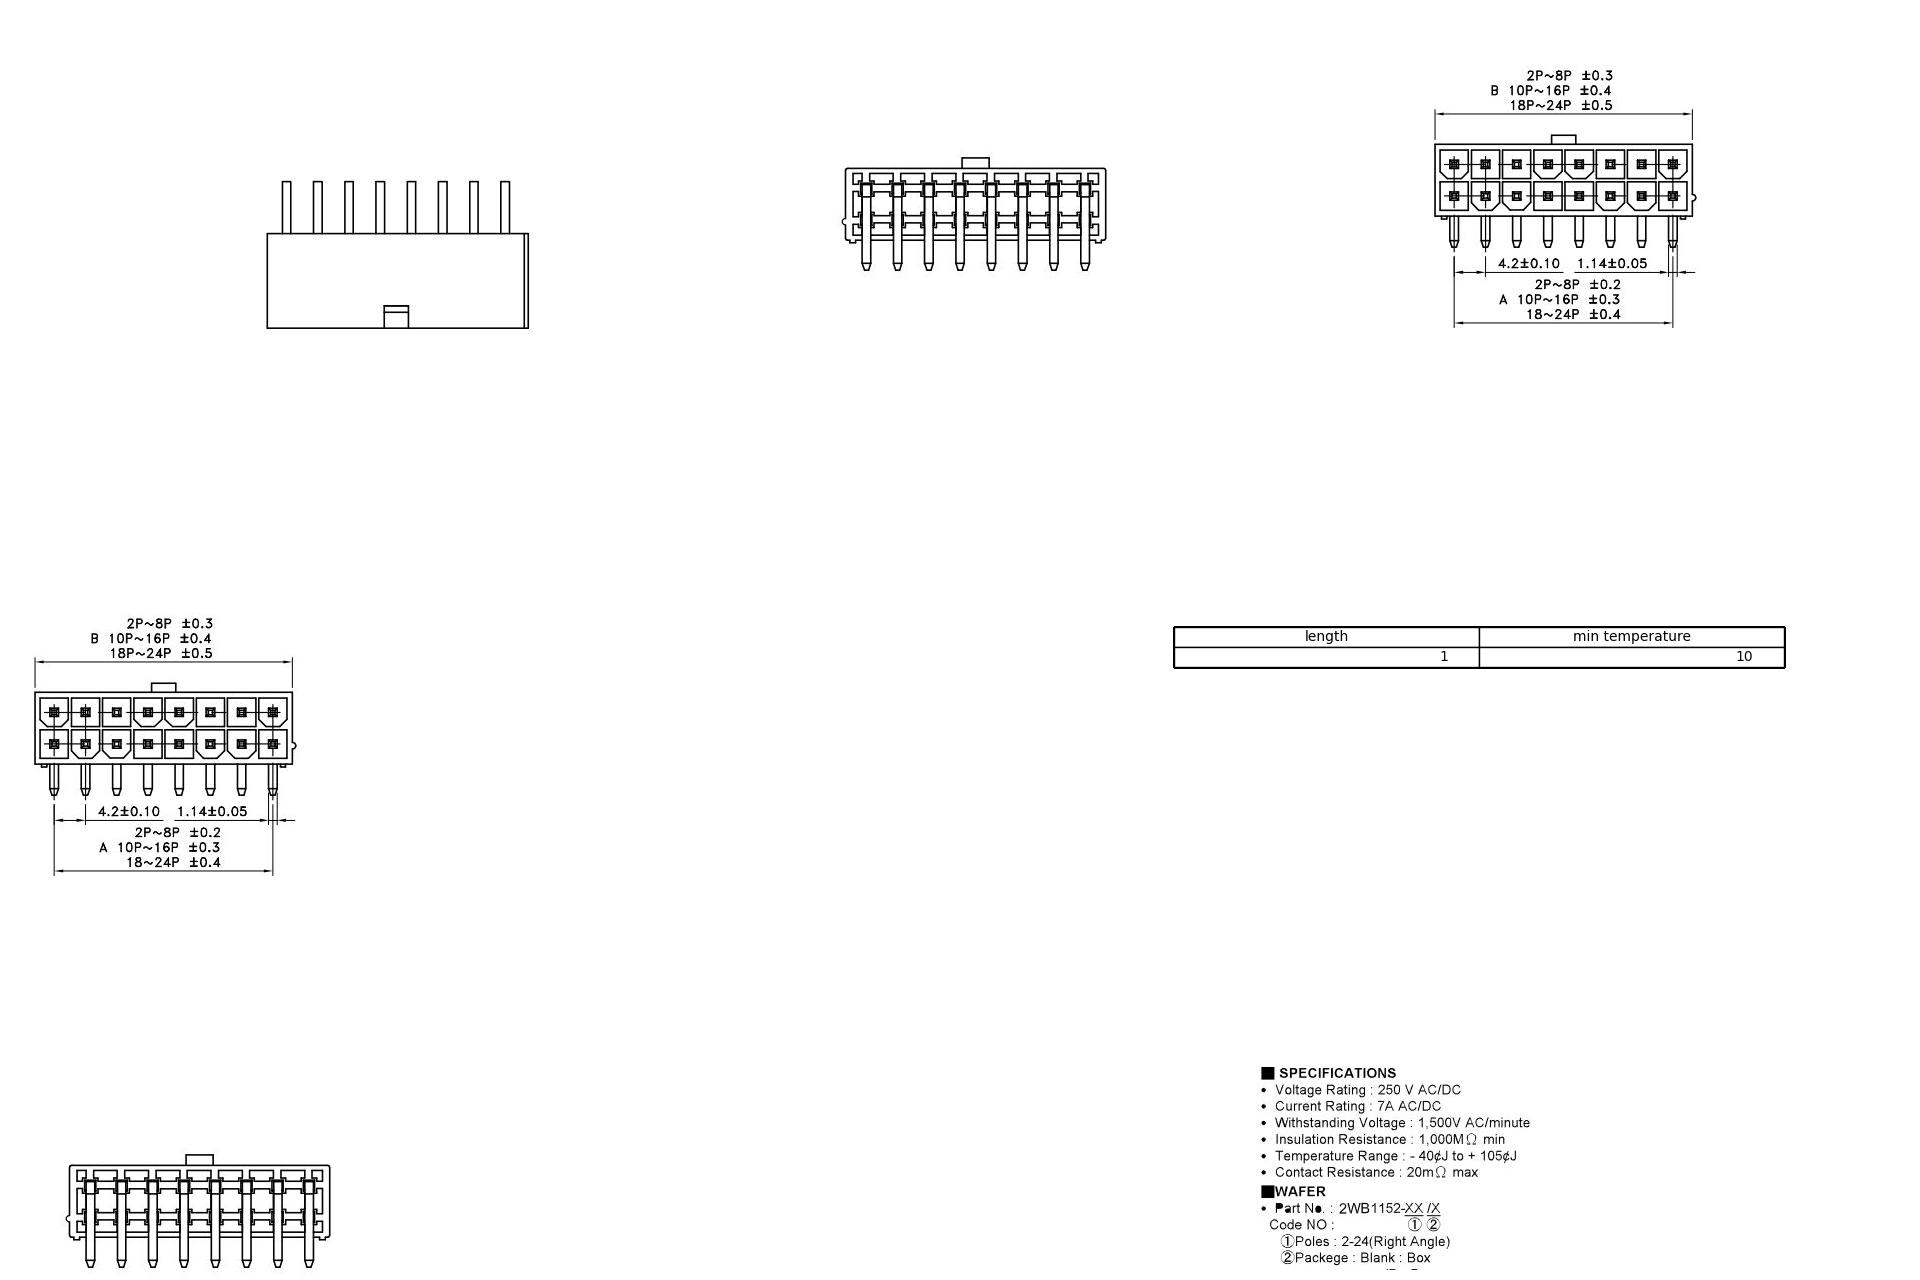 2P~8P ±0.3
B 10P~16P ±0.4
18P~24P ±0.5
4.2±0.10 1.14±0.05
2P~8P ±0.2
A 10P~16P ±0.3
18~24P ±0.4
2P~8P ±0.3
B 10P~16P ±0.4
18P~24P ±0.5
4.2±0.10 1.14±0.05
2P~8P ±0.2
A 10P~16P ±0.3
18~24P ±0.4
length min temperature
1 10
■ SPECIFICATIONS
• Voltage Rating : 250 V AC/DC
• Current Rating : 7A AC/DC
• Withstanding Voltage : 1,500V AC/minute
• Insulation Resistance : 1,000MΩ min
• Temperature Range : - 40¢J to + 105¢J
• Contact Resistance : 20mΩ max
■WAFER
• Part No. : 2WB1152-XX /X
Code NO : ① ②
①Poles : 2-24(Right Angle)
②Packege : Blank : Box